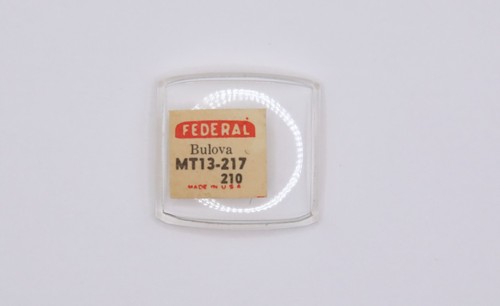 FEDERAL
Bulova
MT13-217
210
MADE IN U.S.A.